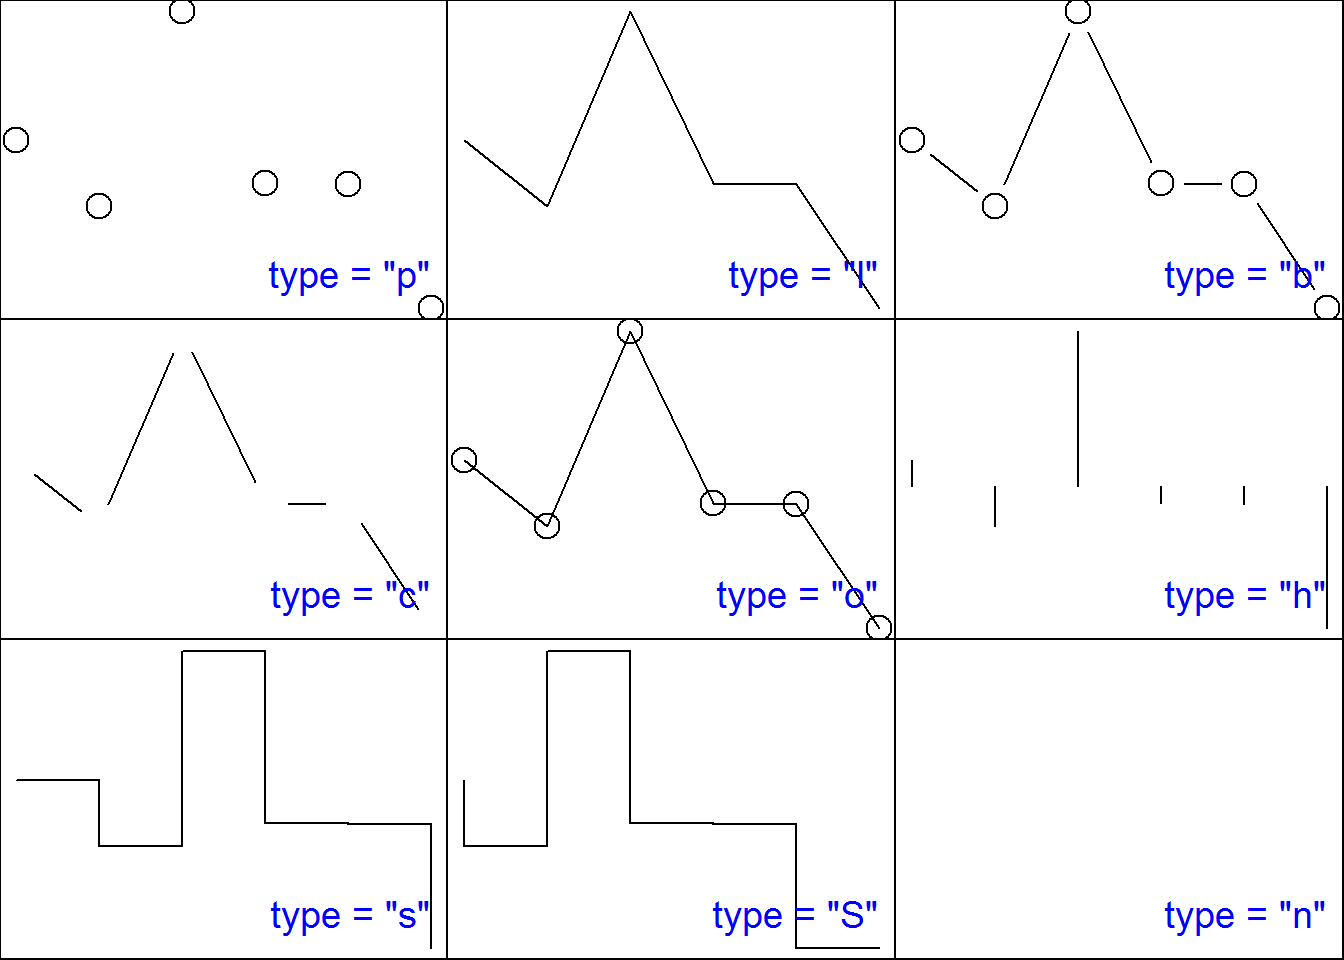 type = "p"
type = "l"
type = "b"
type = "c"
type = "o"
type = "h"
type = "s"
type = "S"
type = "n"